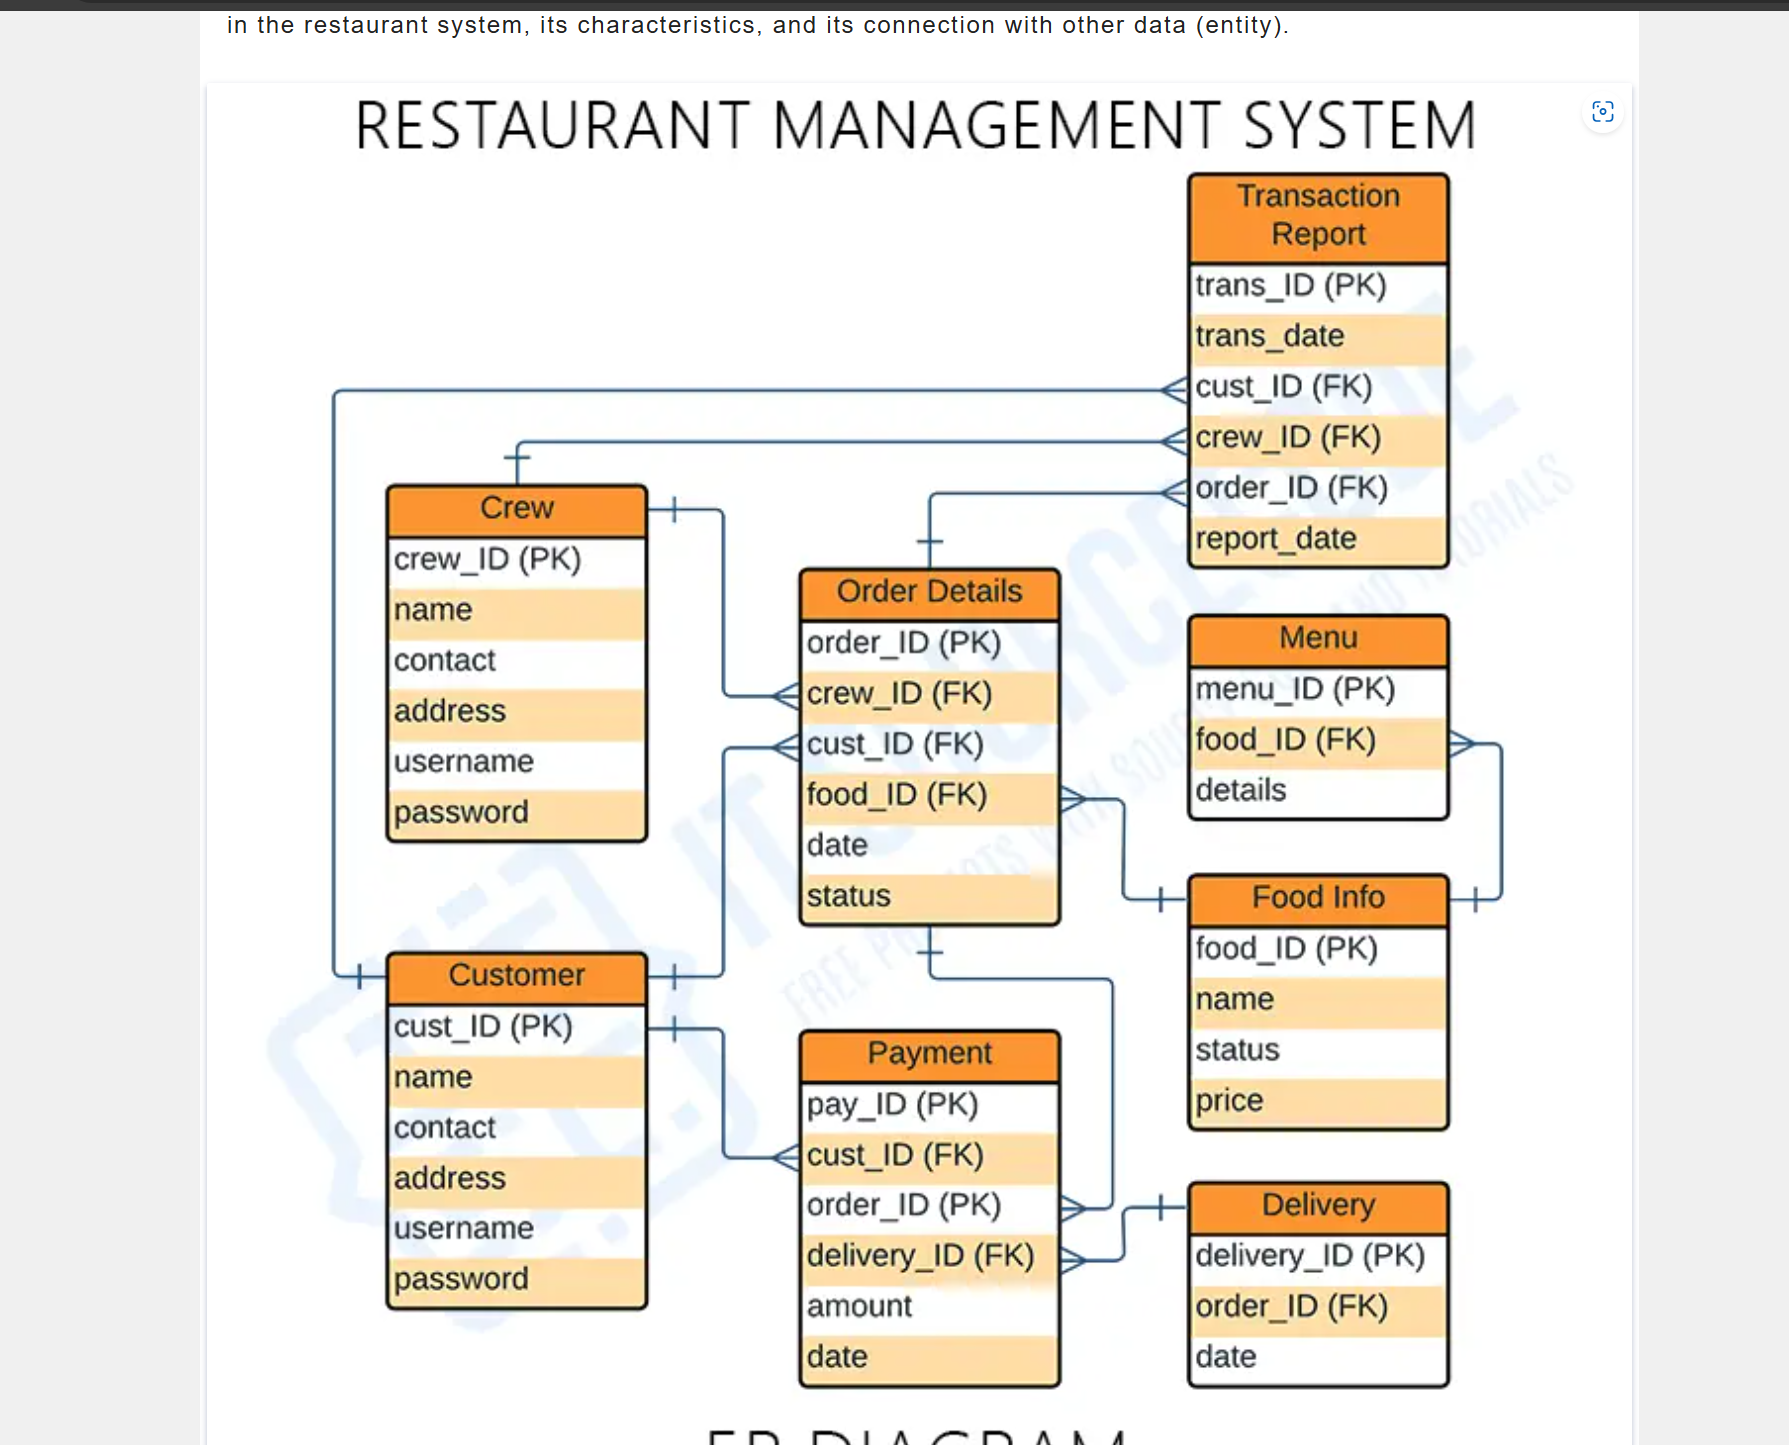 in the restaurant system, its characteristics, and its connection with other data (entity).
RESTAURANT MANAGEMENT SYSTEM
Transaction
Report
trans_ID (PK)
trans_date
cust_ID (FK)
crew_ID (FK)
order_ID (FK)
report_date
Crew
crew_ID (PK)
name
contact
address
username
password
Order Details
order_ID (PK)
crew_ID (FK)
cust_ID (FK)
food_ID (FK)
date
status
Menu
menu_ID (PK)
food_ID (FK)
details
Food Info
food_ID (PK)
name
status
price
Customer
cust_ID (PK)
name
contact
address
username
password
Payment
pay_ID (PK)
cust_ID (FK)
order_ID (PK)
delivery_ID (FK)
amount
date
Delivery
delivery_ID (PK)
order_ID (FK)
date
ER DIAGRAM